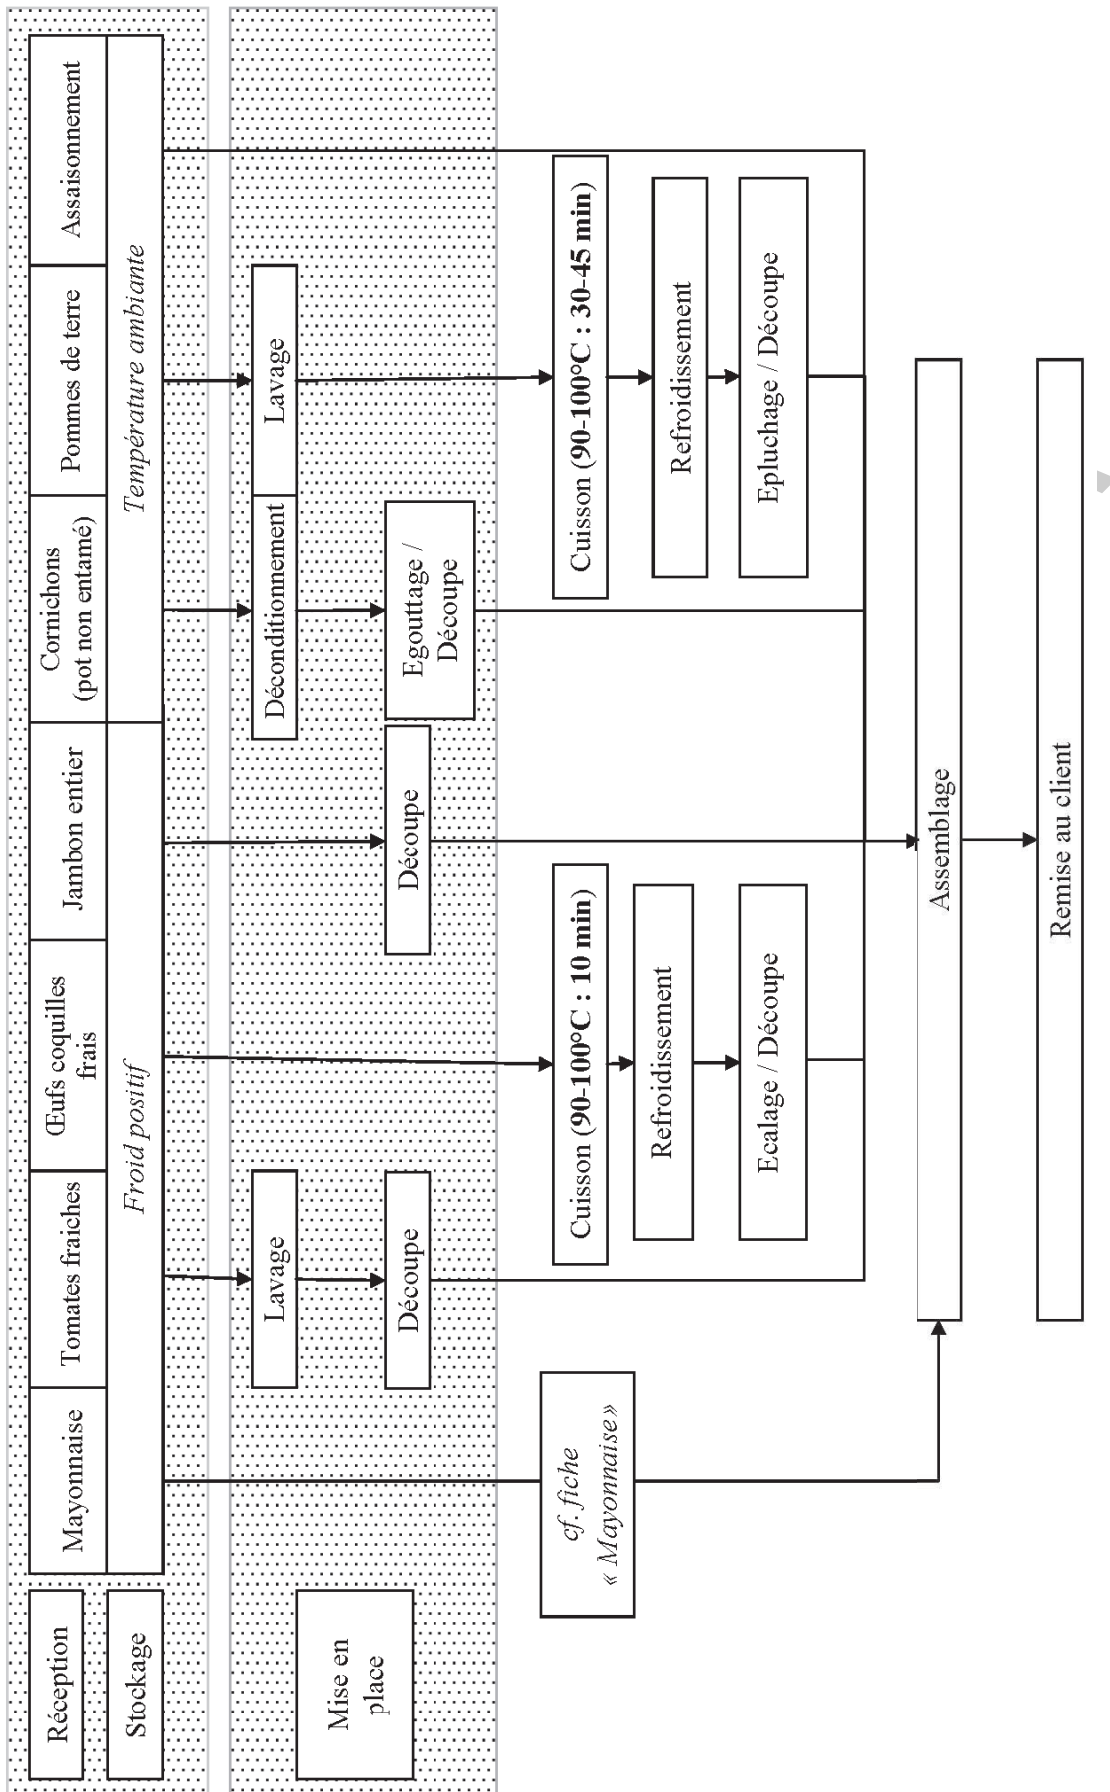 Réception
Mayonnaise
Tomates fraiches
Œufs coquilles
frais
Jambon entier
Cornichons
(pot non entamé)
Pommes de terre
Assaisonnement
Stockage
Froid positif
Température ambiante
Mise en
place
Lavage
Déconditionnement
Lavage
Découpe
Découpe
Egouttage /
Découpe
cf. fiche
« Mayonnaise»
Cuisson (90-100°C : 10 min)
Cuisson (90-100°C : 30-45 min)
Refroidissement
Refroidissement
Ecalage / Découpe
Epluchage / Découpe
Assemblage
Remise au client